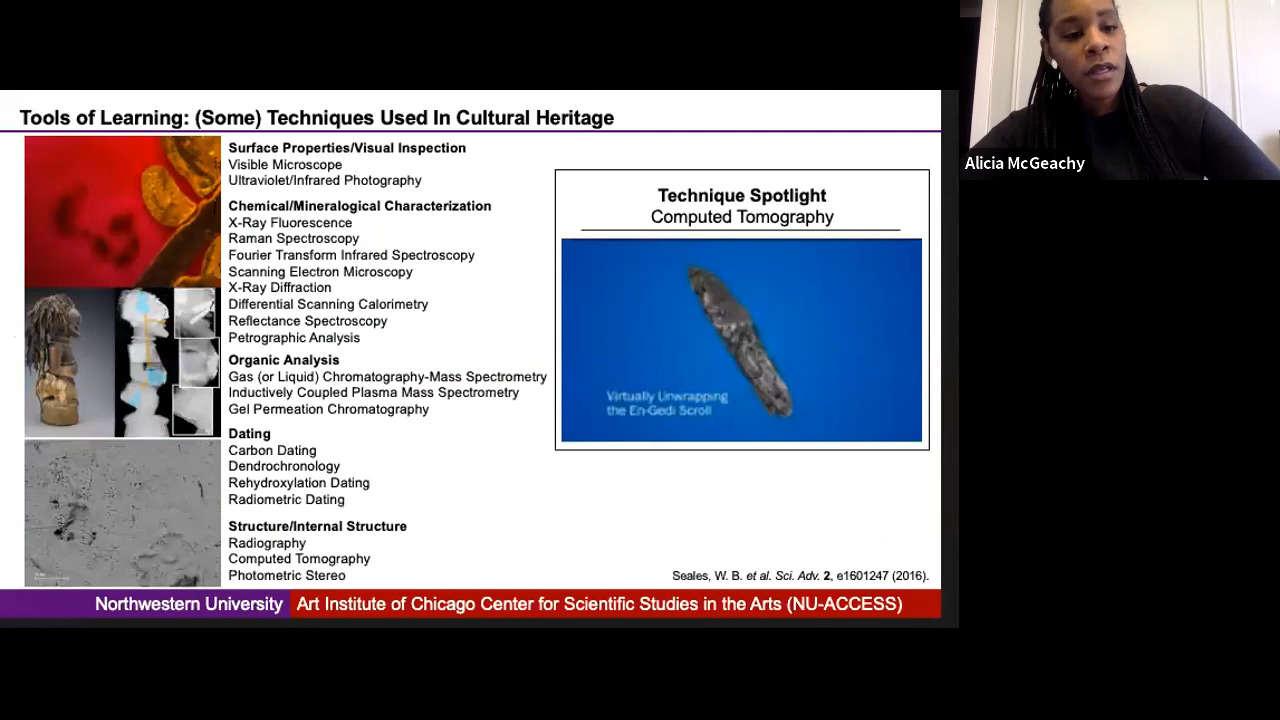 Tools of Learning: (Some) Techniques Used In Cultural Heritage
Surface Properties/Visual Inspection
Visible Microscope
Ultraviolet/Infrared Photography
Chemical/Mineralogical Characterization
X-Ray Fluorescence
Raman Spectroscopy
Fourier Transform Infrared Spectroscopy
Scanning Electron Microscopy
X-Ray Diffraction
Differential Scanning Calorimetry
Reflectance Spectroscopy
Petrographic Analysis
Organic Analysis
Gas (or Liquid) Chromatography-Mass Spectrometry
Inductively Coupled Plasma Mass Spectrometry
Gel Permeation Chromatography
Dating
Carbon Dating
Dendrochronology
Rehydroxylation Dating
Radiometric Dating
Structure/Internal Structure
Radiography
Computed Tomography
Photometric Stereo
Technique Spotlight
Computed Tomography
Virtually Unwrapping
the En-Gedi Scroll
Seales, W. B. et al. Sci. Adv. 2, e1601247 (2016).
Northwestern University
Art Institute of Chicago Center for Scientific Studies in the Arts (NU-ACCESS)
Alicia McGeachy